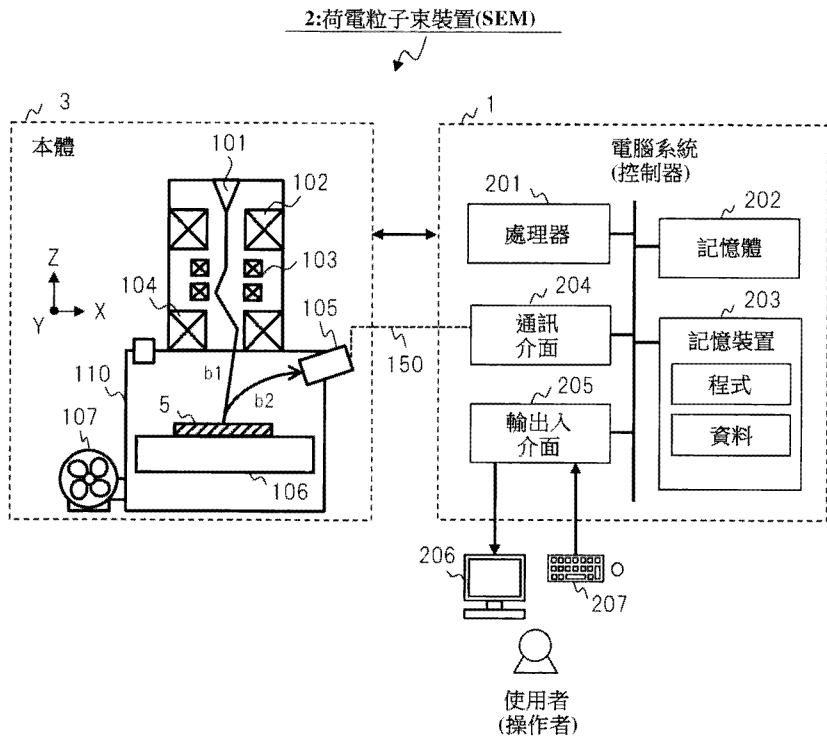 2:荷電粒子束裝置(SEM)
3
本體
101
102
103
104
105
Z
Y
X
110
b1
b2
5
107
106
150
1
電腦系統
(控制器)
201
處理器
202
記憶體
204
通訊
介面
203
記憶裝置
程式
資料
205
輸出入
介面
206
207
使用者
(操作者)